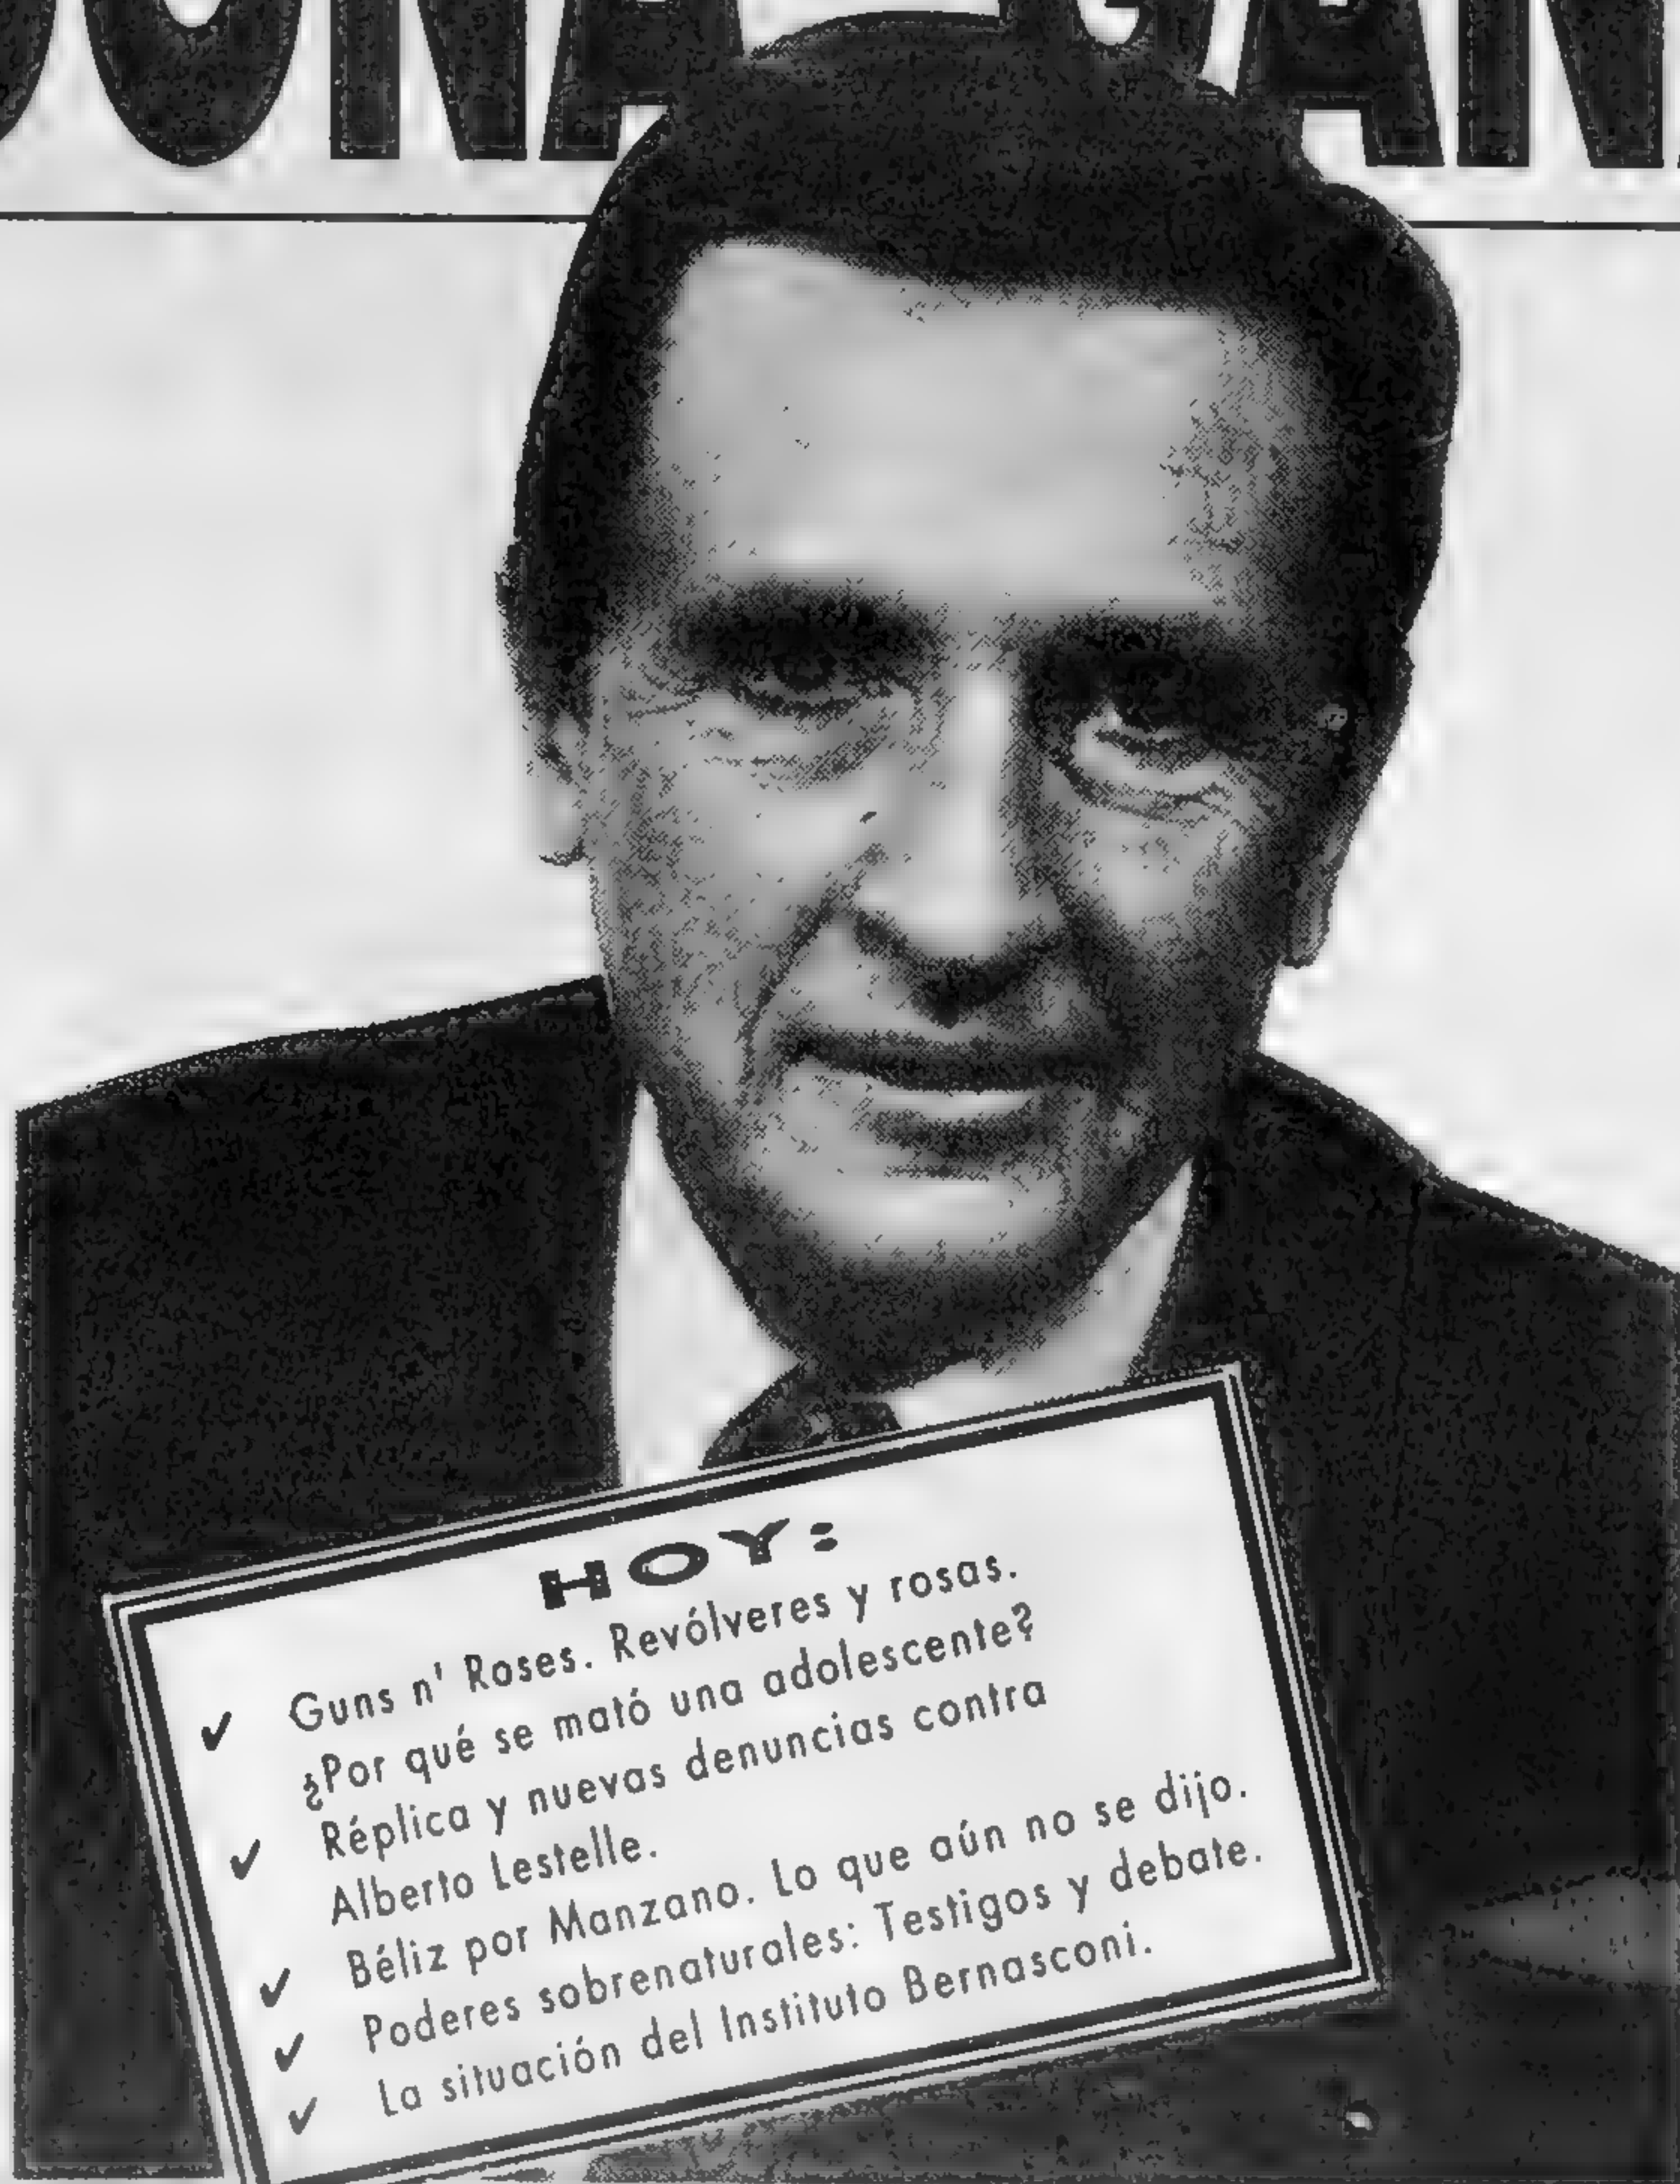 HOY:
✓ Guns n' Roses. Revólveres y rosas.
¿Por qué se mató una adolescente?
✓ Réplica y nuevas denuncias contra
Alberto Lestelle.
✓ Béliz por Manzano. Lo que aún no se dijo.
✓ Poderes sobrenaturales: Testigos y debate.
✓ La situación del Instituto Bernasconi.